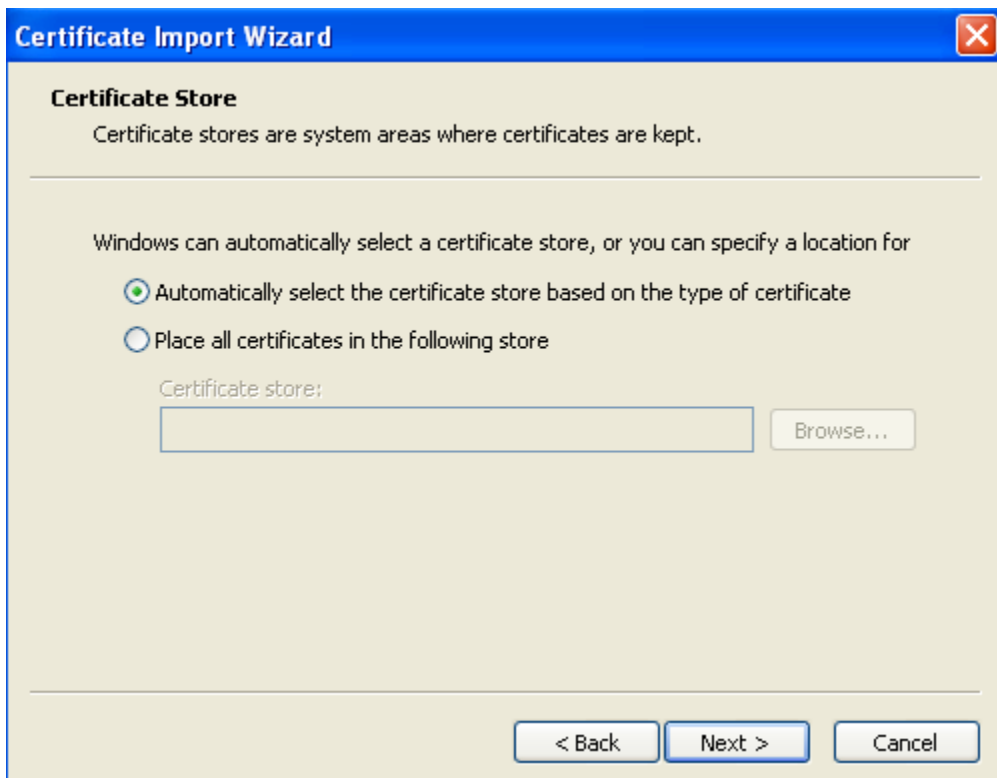 Certificate Import Wizard
Certificate Store
Certificate stores are system areas where certificates are kept.
Windows can automatically select a certificate store, or you can specify a location for
Automatically select the certificate store based on the type of certificate
Place all certificates in the following store
Certificate store:
Browse...
< Back Next > Cancel